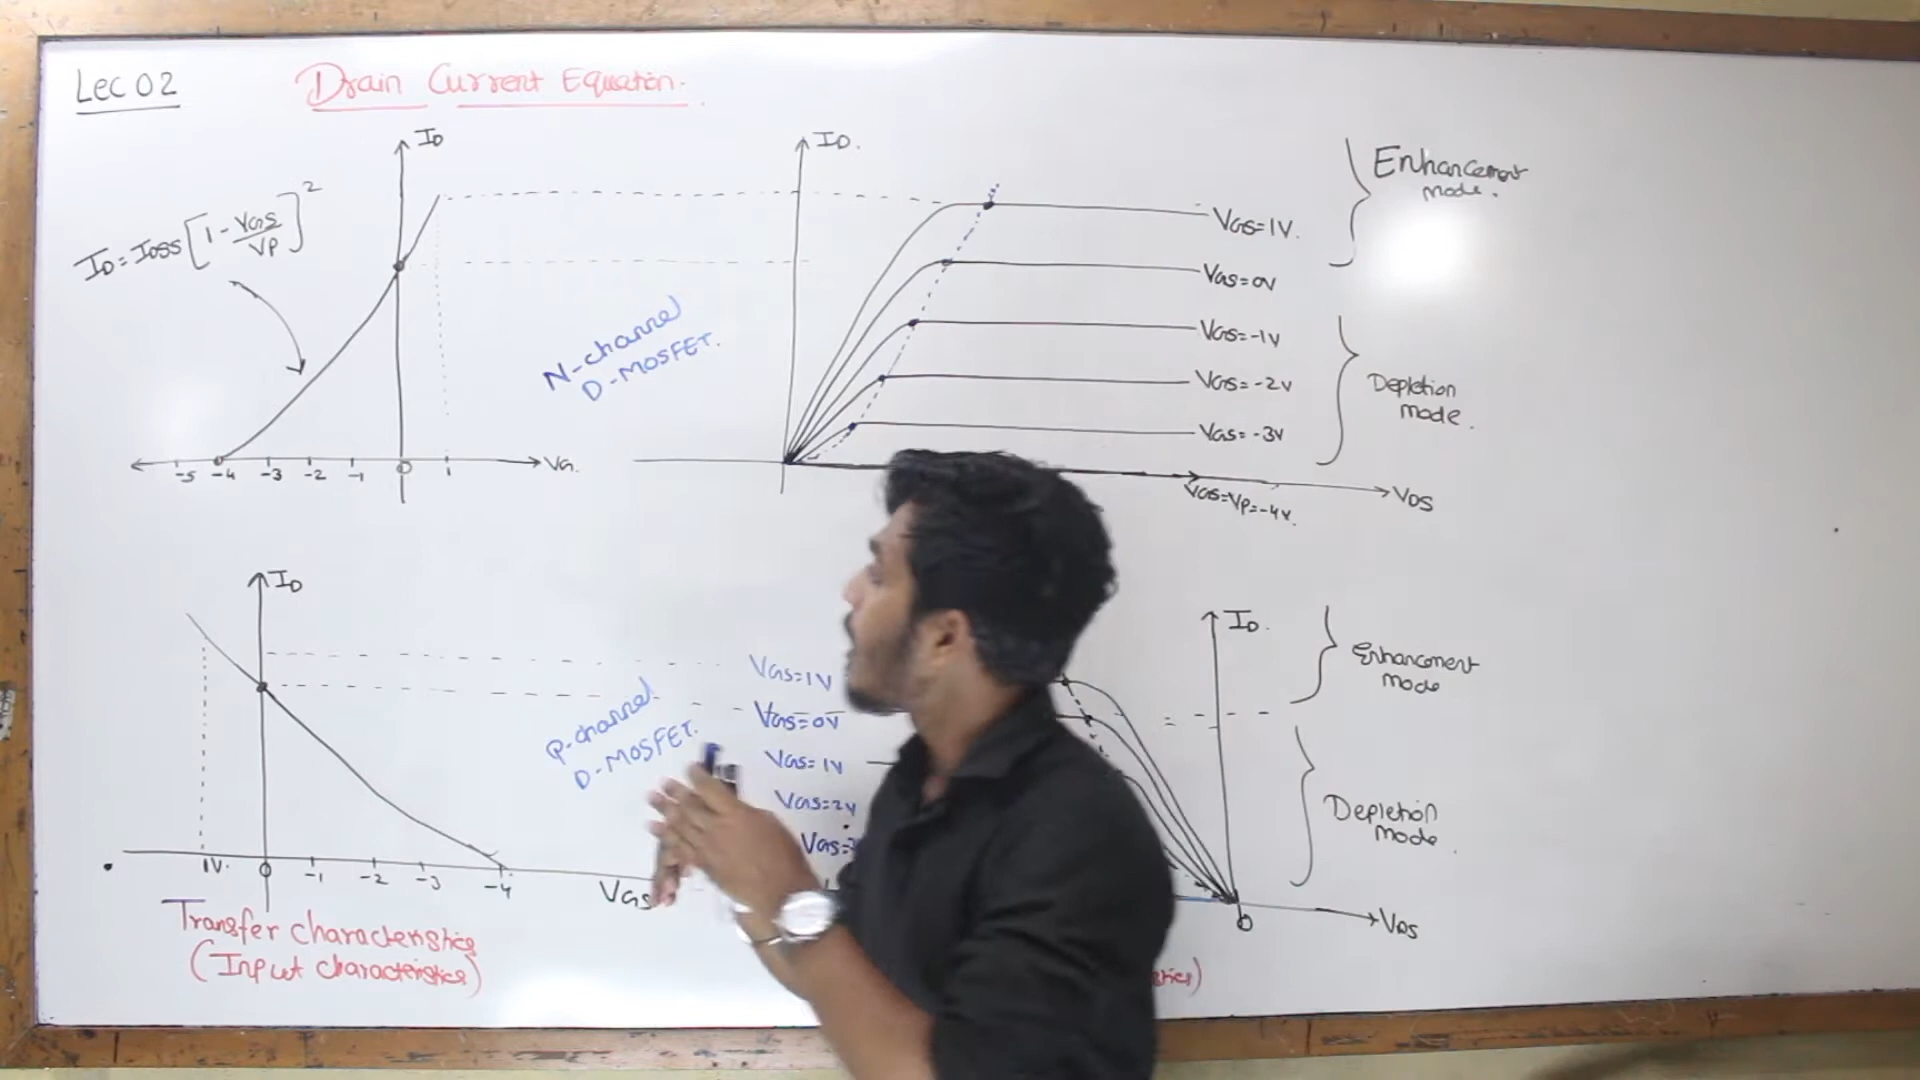 Lec 02
Drain Current Equation.
ID
ID = IDSS [1 - VGS/VP]²
-5 -4 -3 -2 -1 0 1
VG.
N-channel
D-MOSFET.
ID.
VGS=1V.
VGS=0V
VGS=-1V
VGS=-2V
VGS=-3V
VGS=VP=-4V.
VDS
Enhancement
mode.
Depletion
mode.
ID
1V. 0 -1 -2 -3 -4
VGS
Transfer characteristics
(Input characteristics)
P-channel
D-MOSFET.
VGS=1V
VGS=0V
VGS=1V
VGS=2V
VGS=
ID.
0
VDS
Enhancement
mode
Depletion
mode.